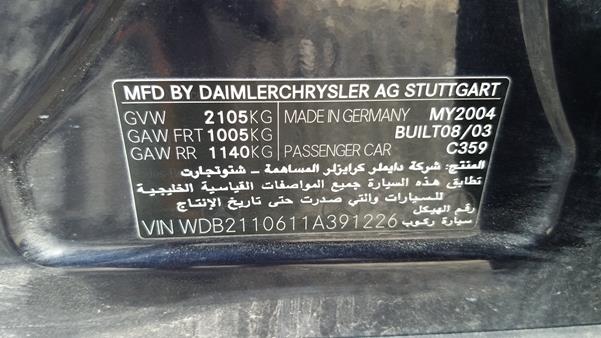 MFD BY DAIMLERCHRYSLER AG STUTTGART
GVW 2105KG MADE IN GERMANY MY2004
GAW FRT 1005KG BUILT08/03
GAW RR 1140KG PASSENGER CAR C359
المنتج: شركة دايملر كرايزلر المساهمة – شتوتجارت
تطابق هذه السيارة جميع المواصفات القياسية الخليجية
للسيارات والتي صدرت حتى تاريخ الإنتاج
رقم الهيكل
VIN WDB2110611A391226 سيارة ركوب